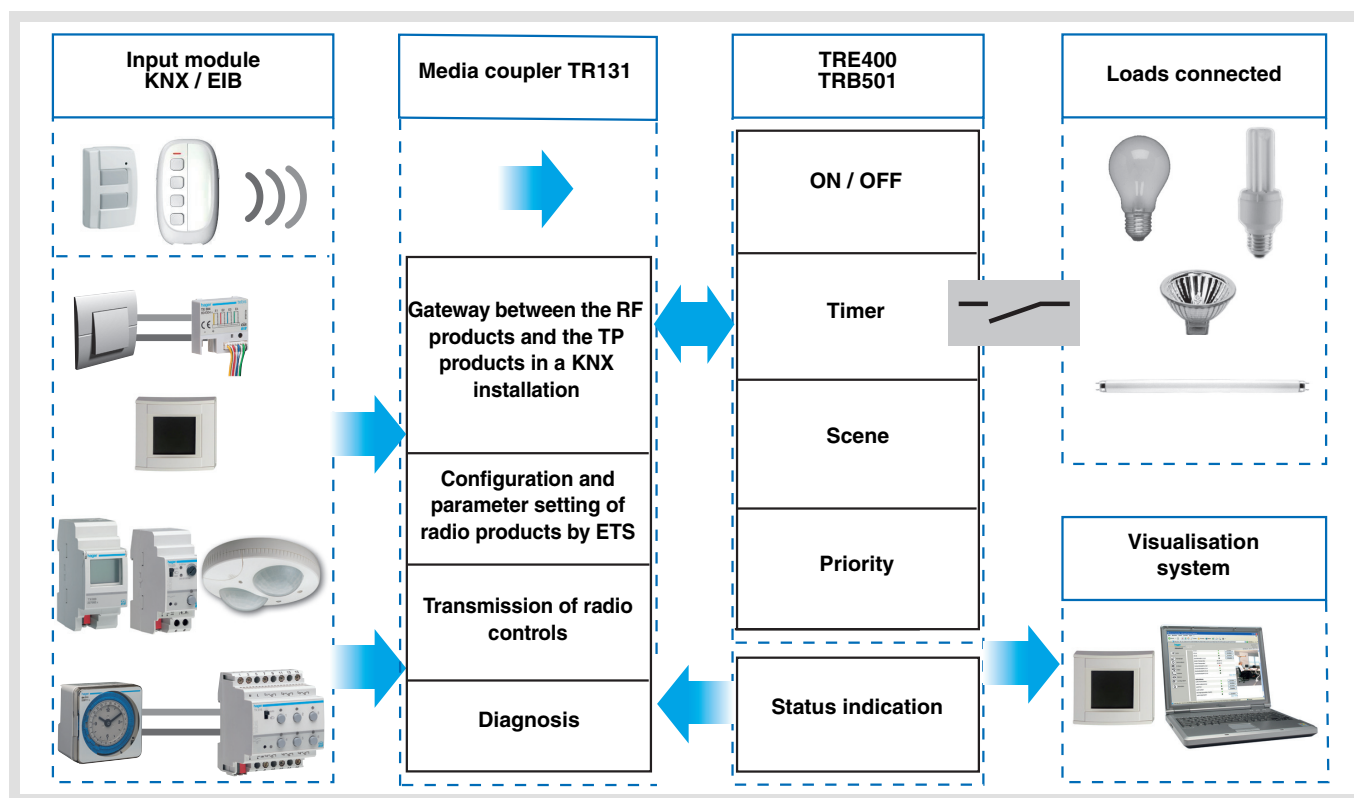 Input module
KNX / EIB
Media coupler TR131
TRE400
TRB501
Loads connected
ON / OFF
Gateway between the RF
products and the TP
products in a KNX
installation
Timer
Scene
Configuration and
parameter setting of
radio products by ETS
Priority
Visualisation
system
Transmission of radio
controls
Diagnosis
Status indication